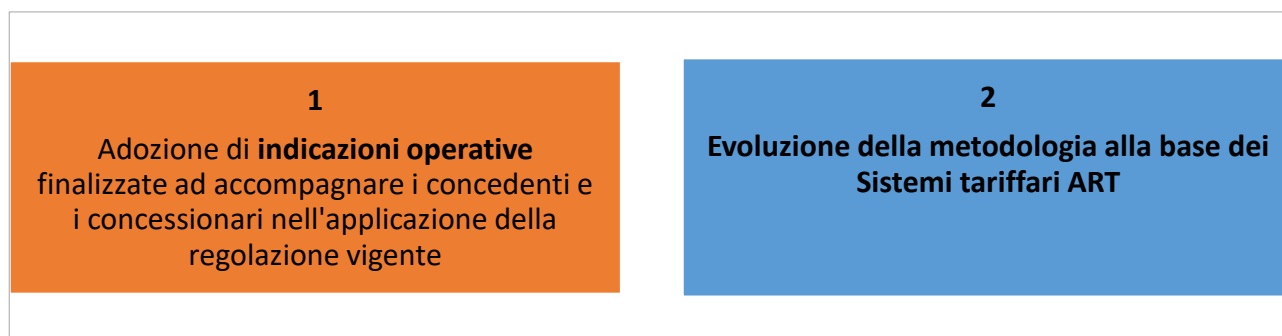 1
Adozione di indicazioni operative
finalizzate ad accompagnare i concedenti e
i concessionari nell'applicazione della
regolazione vigente
2
Evoluzione della metodologia alla base dei
Sistemi tariffari ART